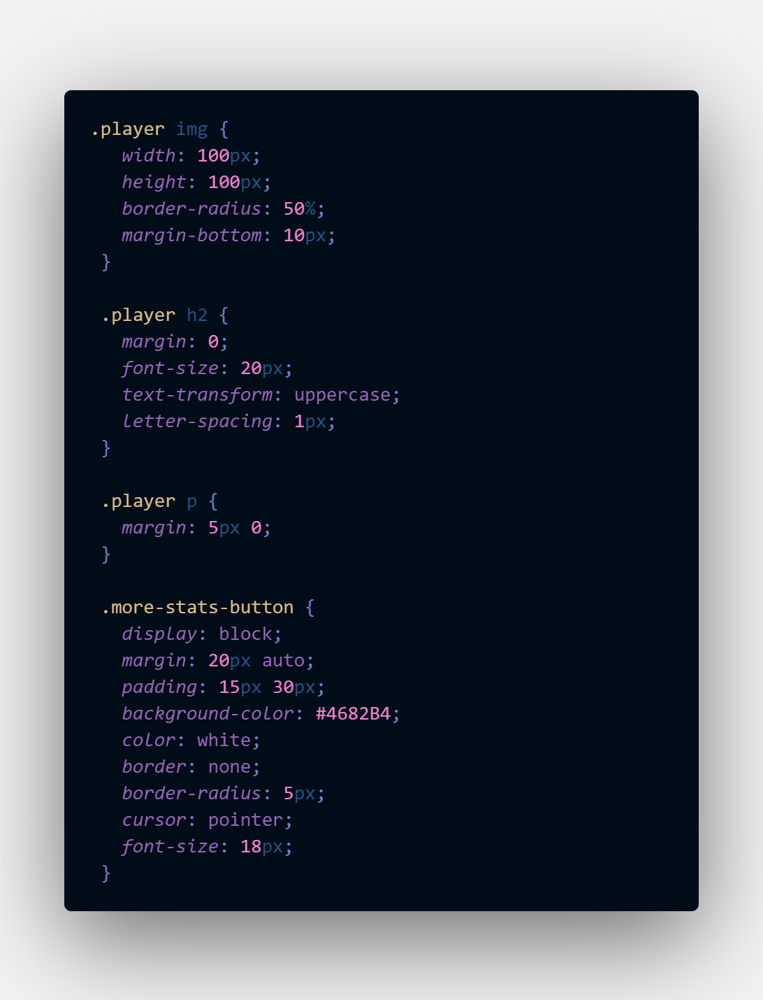 .player img {
  width: 100px;
  height: 100px;
  border-radius: 50%;
  margin-bottom: 10px;
}
.player h2 {
  margin: 0;
  font-size: 20px;
  text-transform: uppercase;
  letter-spacing: 1px;
}
.player p {
  margin: 5px 0;
}
.more-stats-button {
  display: block;
  margin: 20px auto;
  padding: 15px 30px;
  background-color: #4682B4;
  color: white;
  border: none;
  border-radius: 5px;
  cursor: pointer;
  font-size: 18px;
}